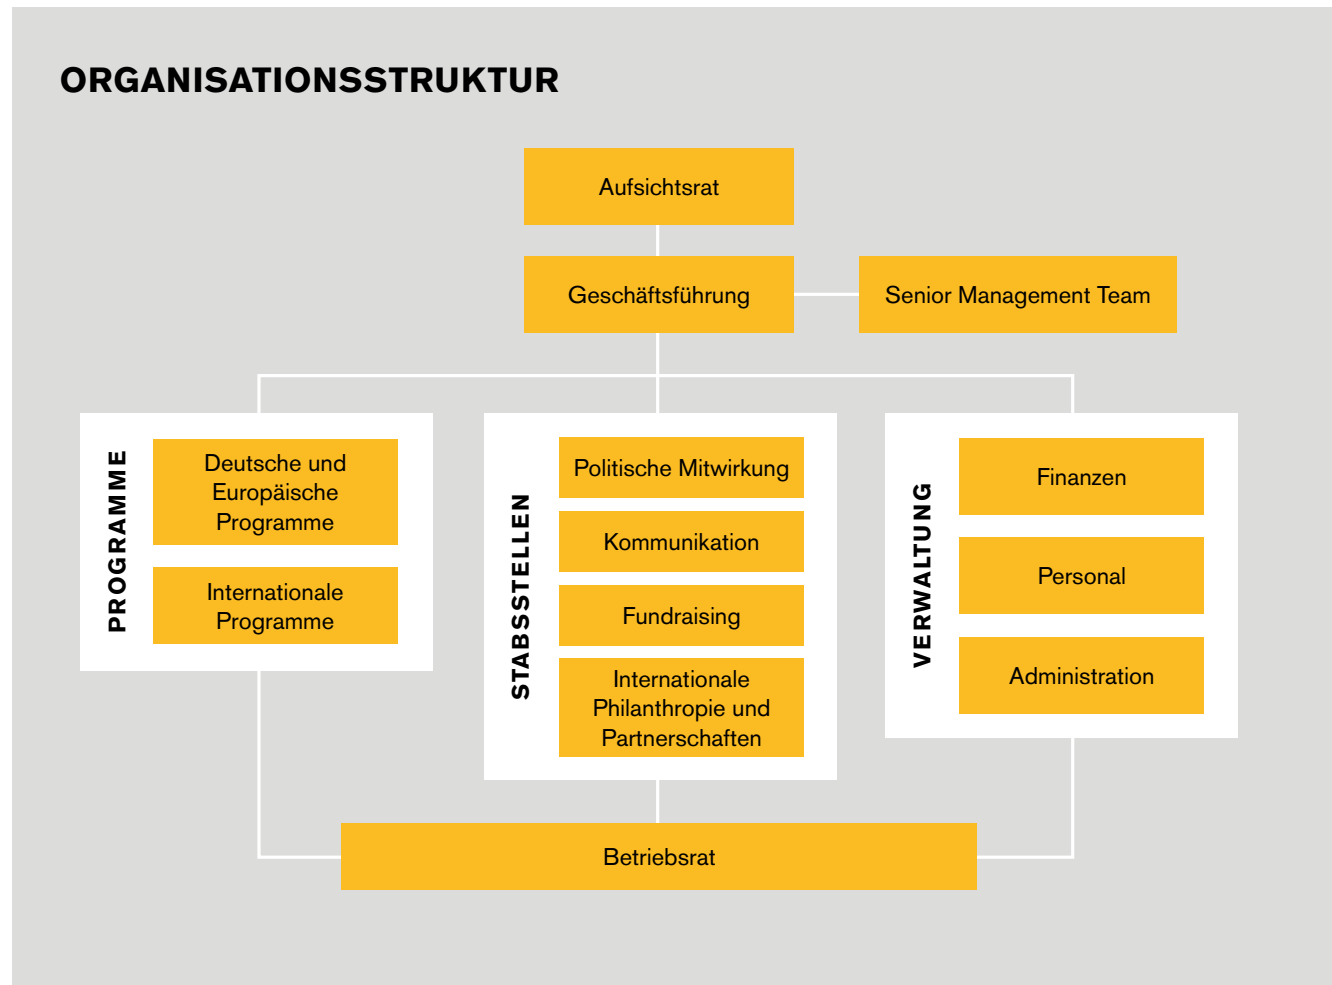 ORGANISATIONSSTRUKTUR
Aufsichtsrat
Geschäftsführung
Senior Management Team
PROGRAMME
Deutsche und
Europäische
Programme
Internationale
Programme
STABSSTELLEN
Politische Mitwirkung
Kommunikation
Fundraising
Internationale
Philanthropie und
Partnerschaften
VERWALTUNG
Finanzen
Personal
Administration
Betriebsrat